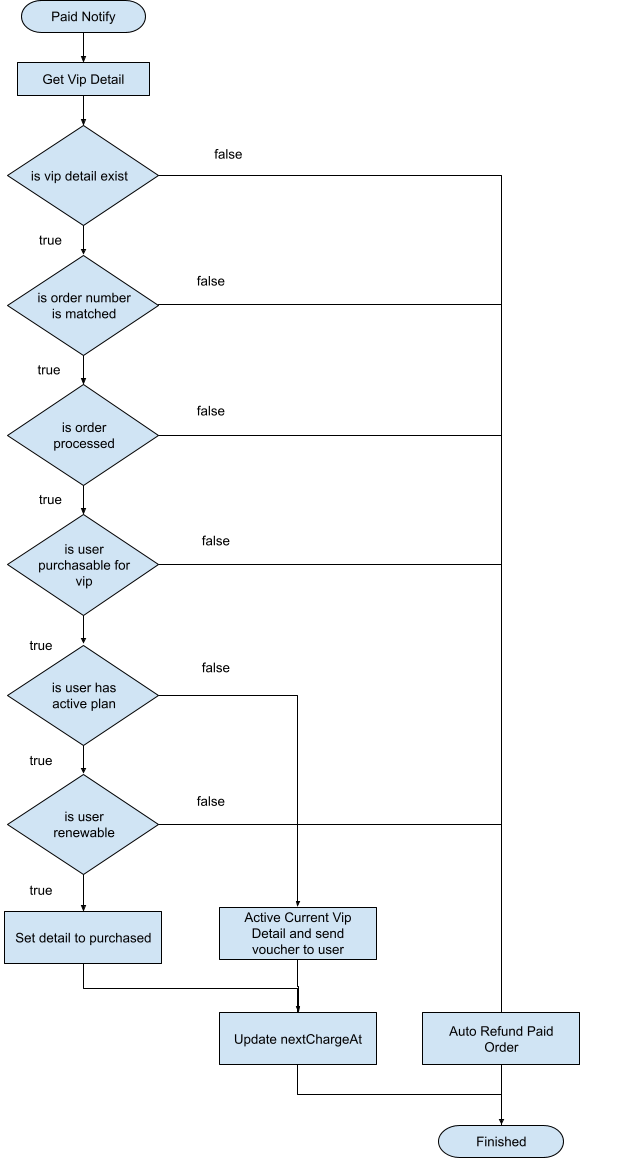 Paid Notify
Get Vip Detail
false
is vip detail exist
true
false
is order number
is matched
true
false
is order
processed
true
false
is user
purchasable for
vip
true
false
is user has
active plan
true
false
is user
renewable
true
Set detail to purchased
Active Current Vip
Detail and send
voucher to user
Update nextChargeAt
Auto Refund Paid
Order
Finished